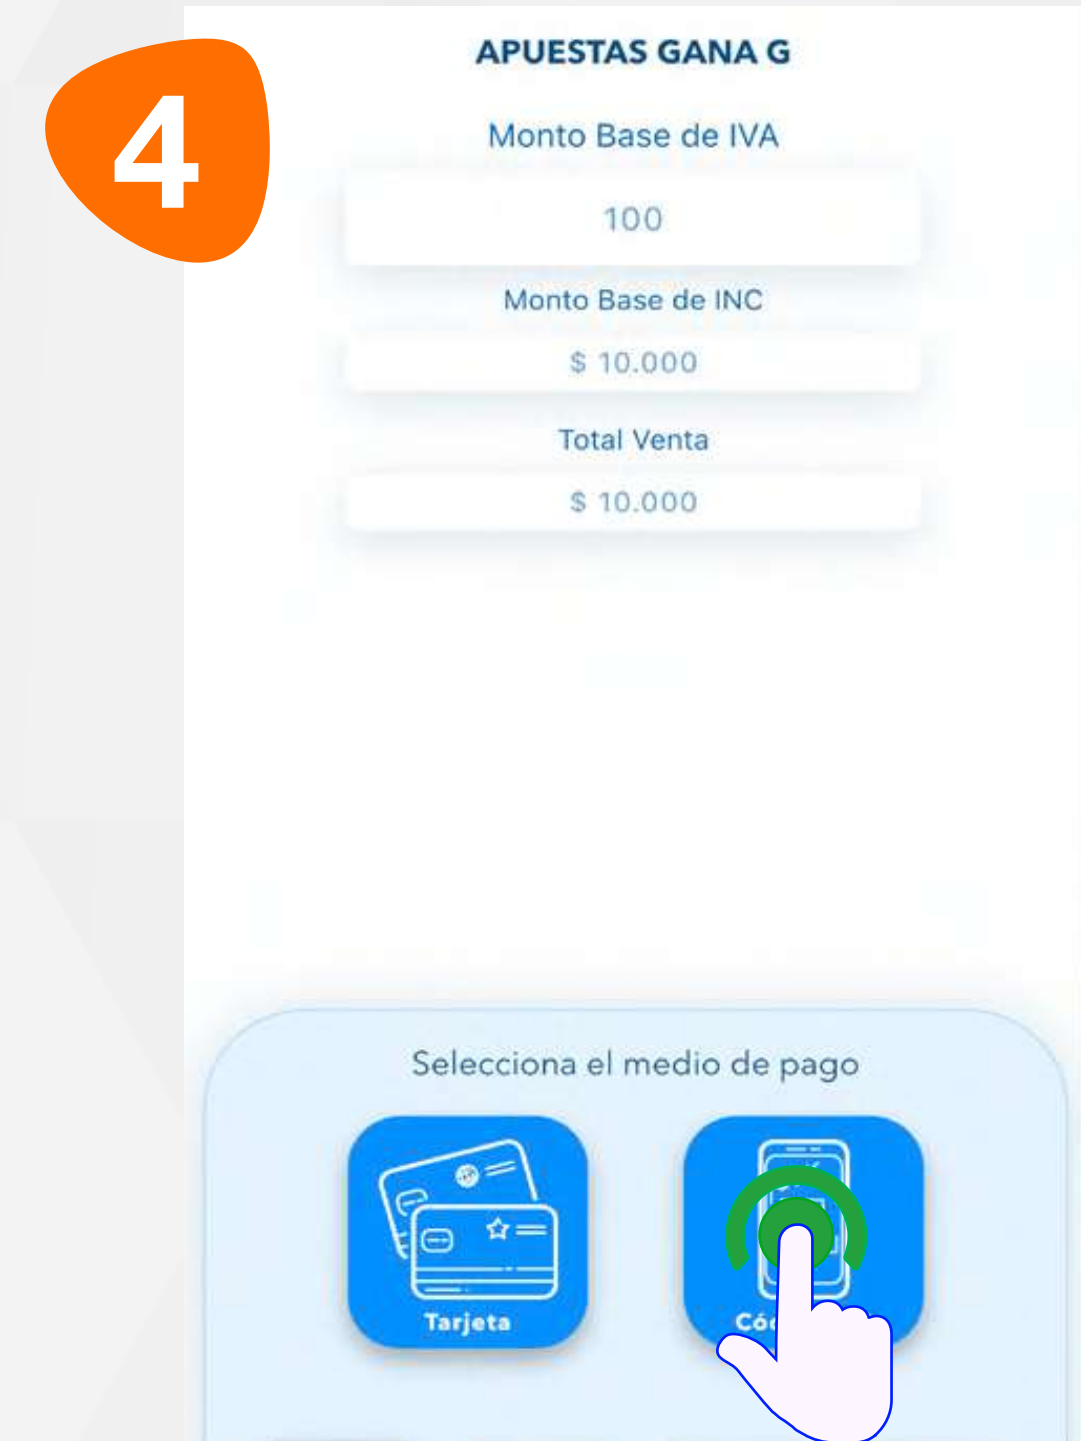 4
APUESTAS GANA G
Monto Base de IVA
100
Monto Base de INC
$ 10.000
Total Venta
$ 10.000
Selecciona el medio de pago
Tarjeta